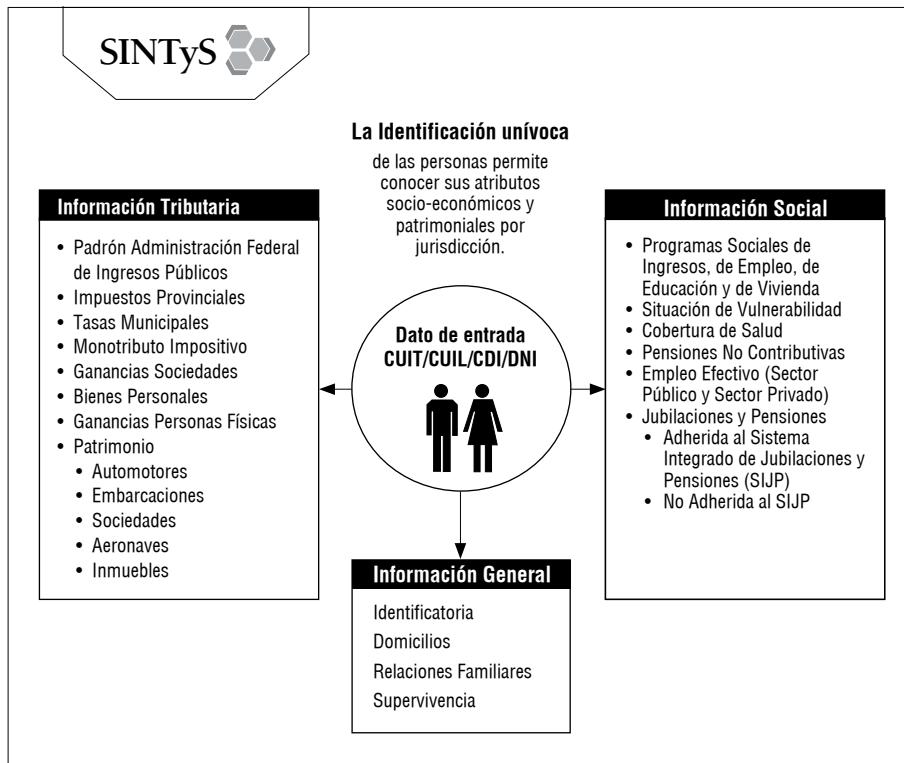 SINTyS
La Identificación unívoca
de las personas permite
conocer sus atributos
socio-económicos y
patrimoniales por
jurisdicción.
Información Tributaria
• Padrón Administración Federal
de Ingresos Públicos
• Impuestos Provinciales
• Tasas Municipales
• Monotributo Impositivo
• Ganancias Sociedades
• Bienes Personales
• Ganancias Personas Físicas
• Patrimonio
• Automotores
• Embarcaciones
• Sociedades
• Aeronaves
• Inmuebles
Dato de entrada
CUIT/CUIL/CDI/DNI
Información Social
• Programas Sociales de
Ingresos, de Empleo, de
Educación y de Vivienda
• Situación de Vulnerabilidad
• Cobertura de Salud
• Pensiones No Contributivas
• Empleo Efectivo (Sector
Público y Sector Privado)
• Jubilaciones y Pensiones
• Adherida al Sistema
Integrado de Jubilaciones y
Pensiones (SIJP)
• No Adherida al SIJP
Información General
Identificatoria
Domicilios
Relaciones Familiares
Supervivencia